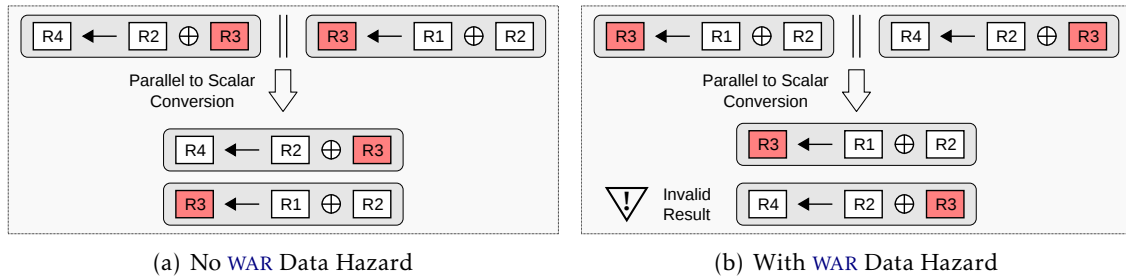 R4 ← R2 ⊕ R3 || R3 ← R1 ⊕ R2
Parallel to Scalar
Conversion
R4 ← R2 ⊕ R3
R3 ← R1 ⊕ R2
(a) No WAR Data Hazard
R3 ← R1 ⊕ R2 || R4 ← R2 ⊕ R3
Parallel to Scalar
Conversion
R3 ← R1 ⊕ R2
! Invalid
Result
R4 ← R2 ⊕ R3
(b) With WAR Data Hazard